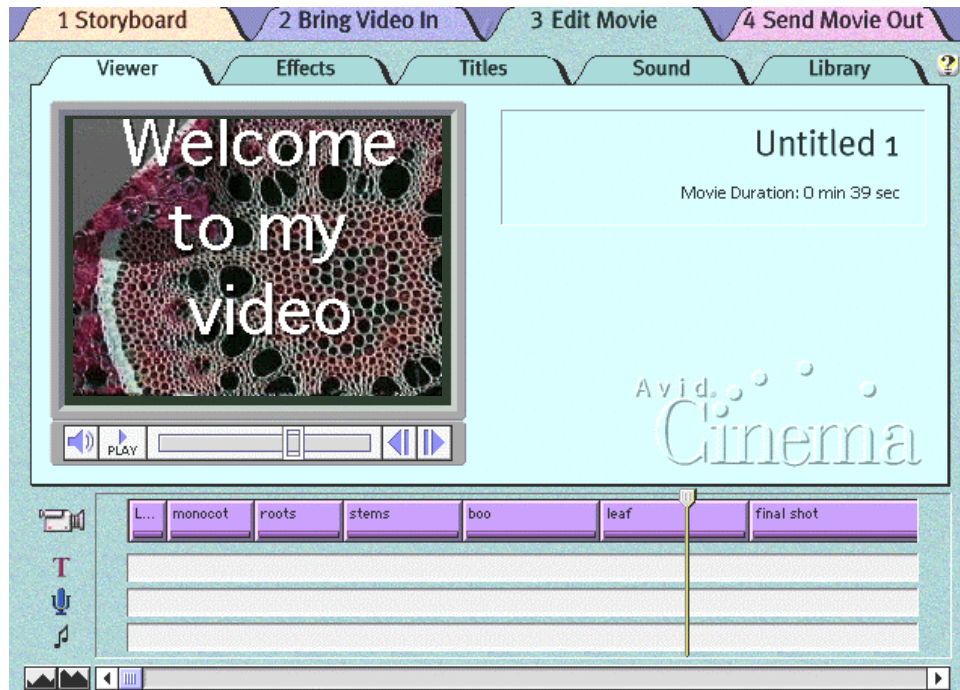 1 Storyboard
2 Bring Video In
3 Edit Movie
4 Send Movie Out
Viewer
Effects
Titles
Sound
Library
?
Welcome
to my
video
Untitled 1
Movie Duration: 0 min 39 sec
PLAY
Avid
Cinema
L...
monocot
roots
stems
boo
leaf
final shot
T